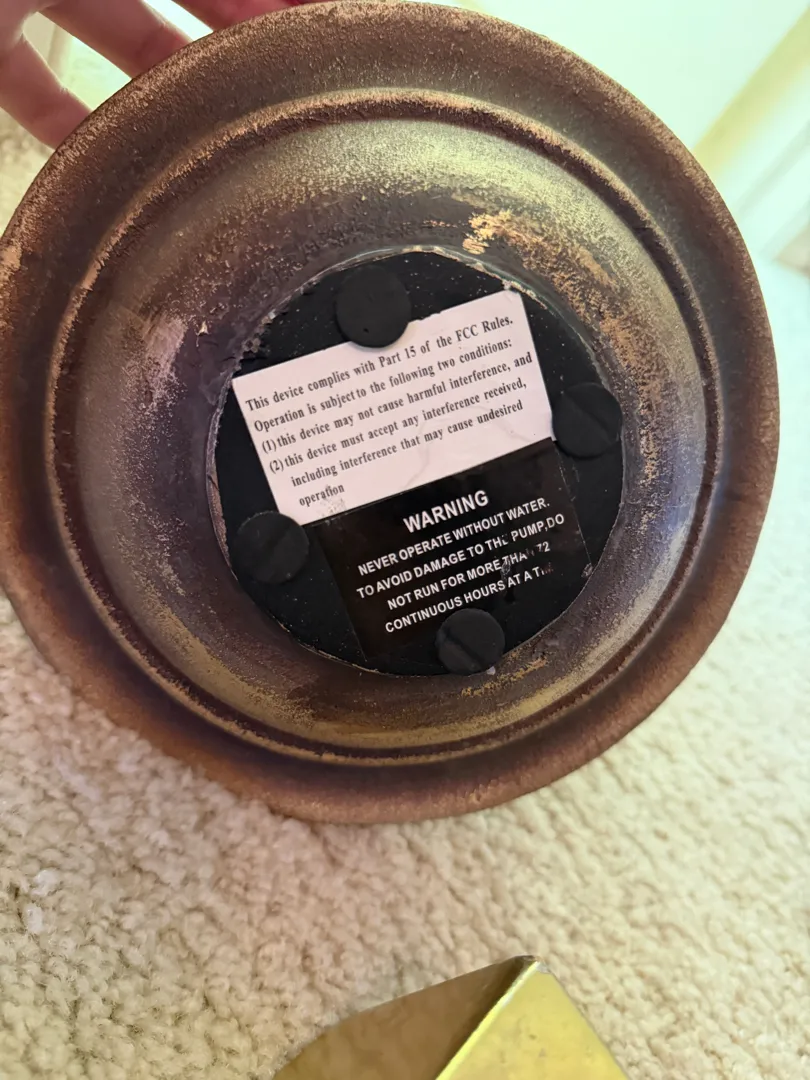 This device complies with Part 15 of the FCC Rules.
Operation is subject to the following two conditions:
(1) this device may not cause harmful interference, and
(2) this device must accept any interference received,
including interference that may cause undesired
operation
WARNING
NEVER OPERATE WITHOUT WATER.
TO AVOID DAMAGE TO THE PUMP,DO
NOT RUN FOR MORE THAN 72
CONTINUOUS HOURS AT A